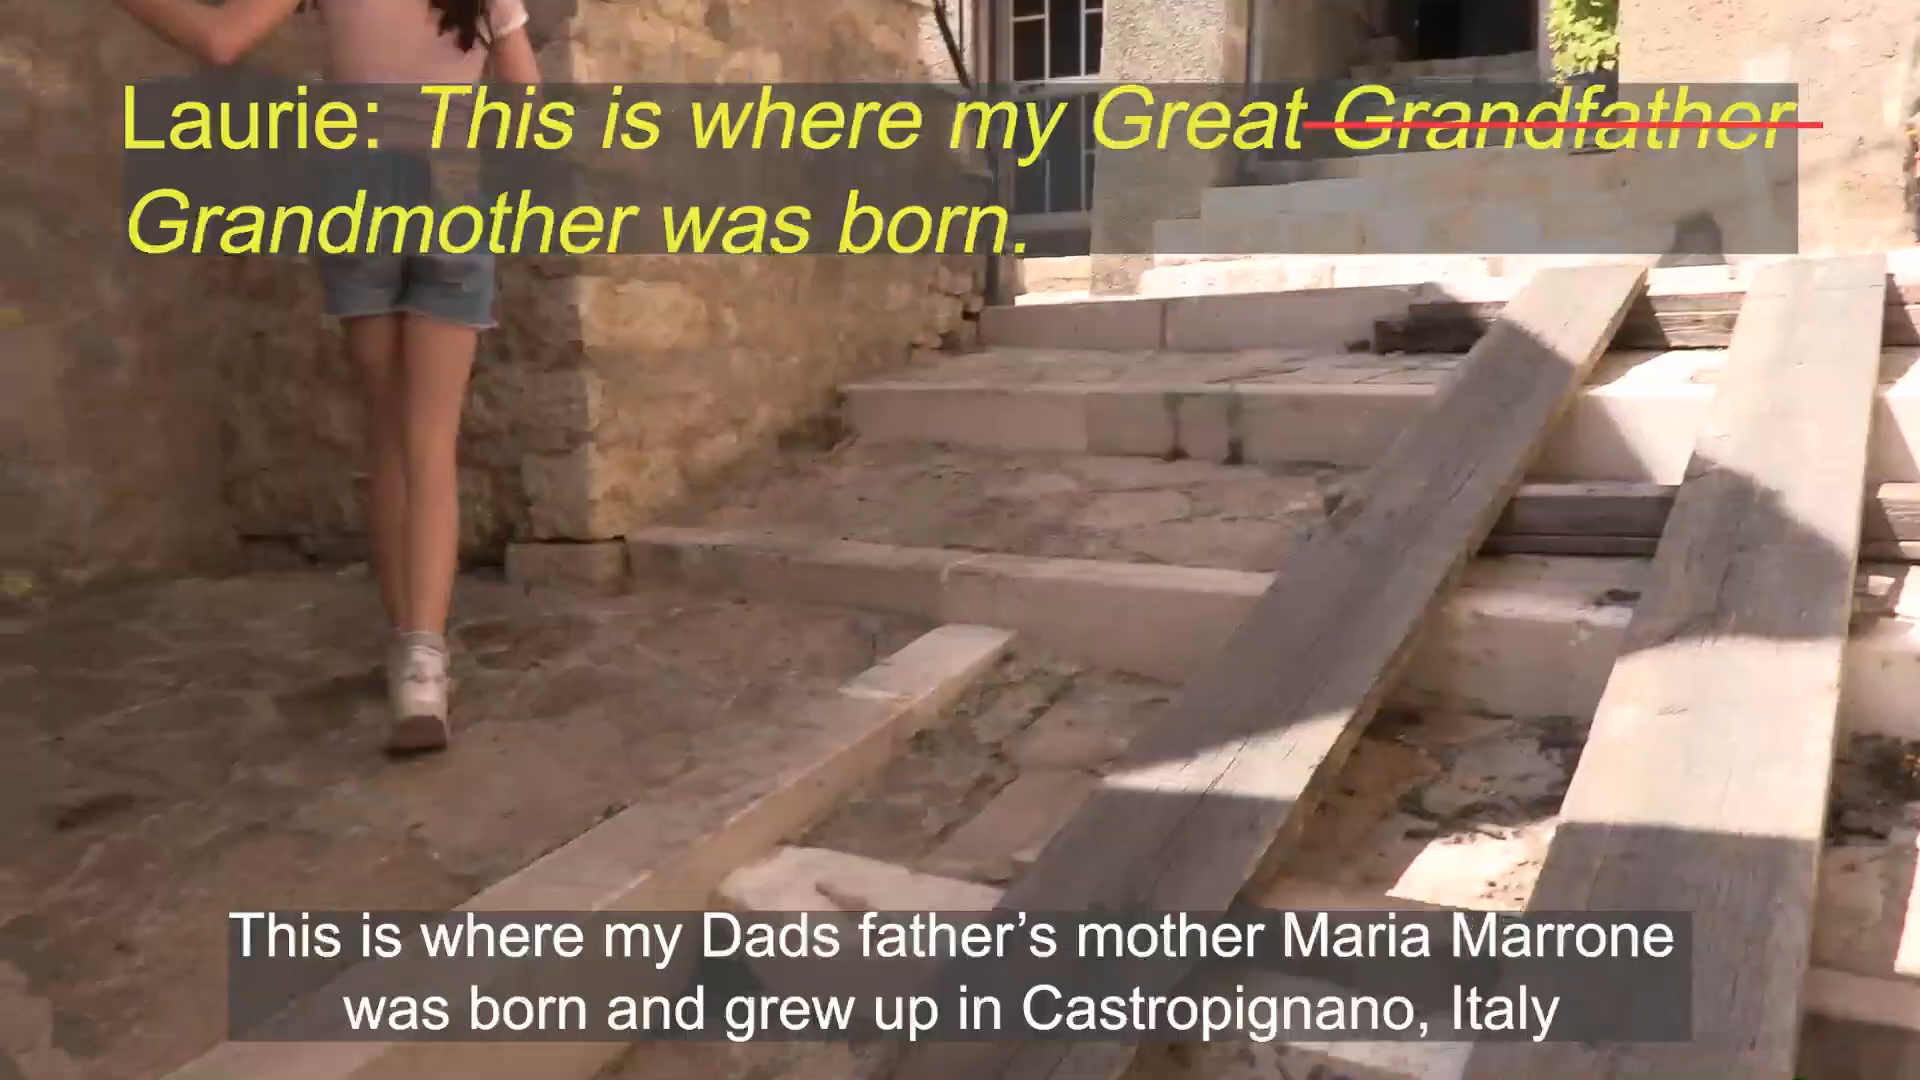 Laurie: This is where my Great Grandfather
Grandmother was born.
This is where my Dads father’s mother Maria Marrone
was born and grew up in Castropignano, Italy